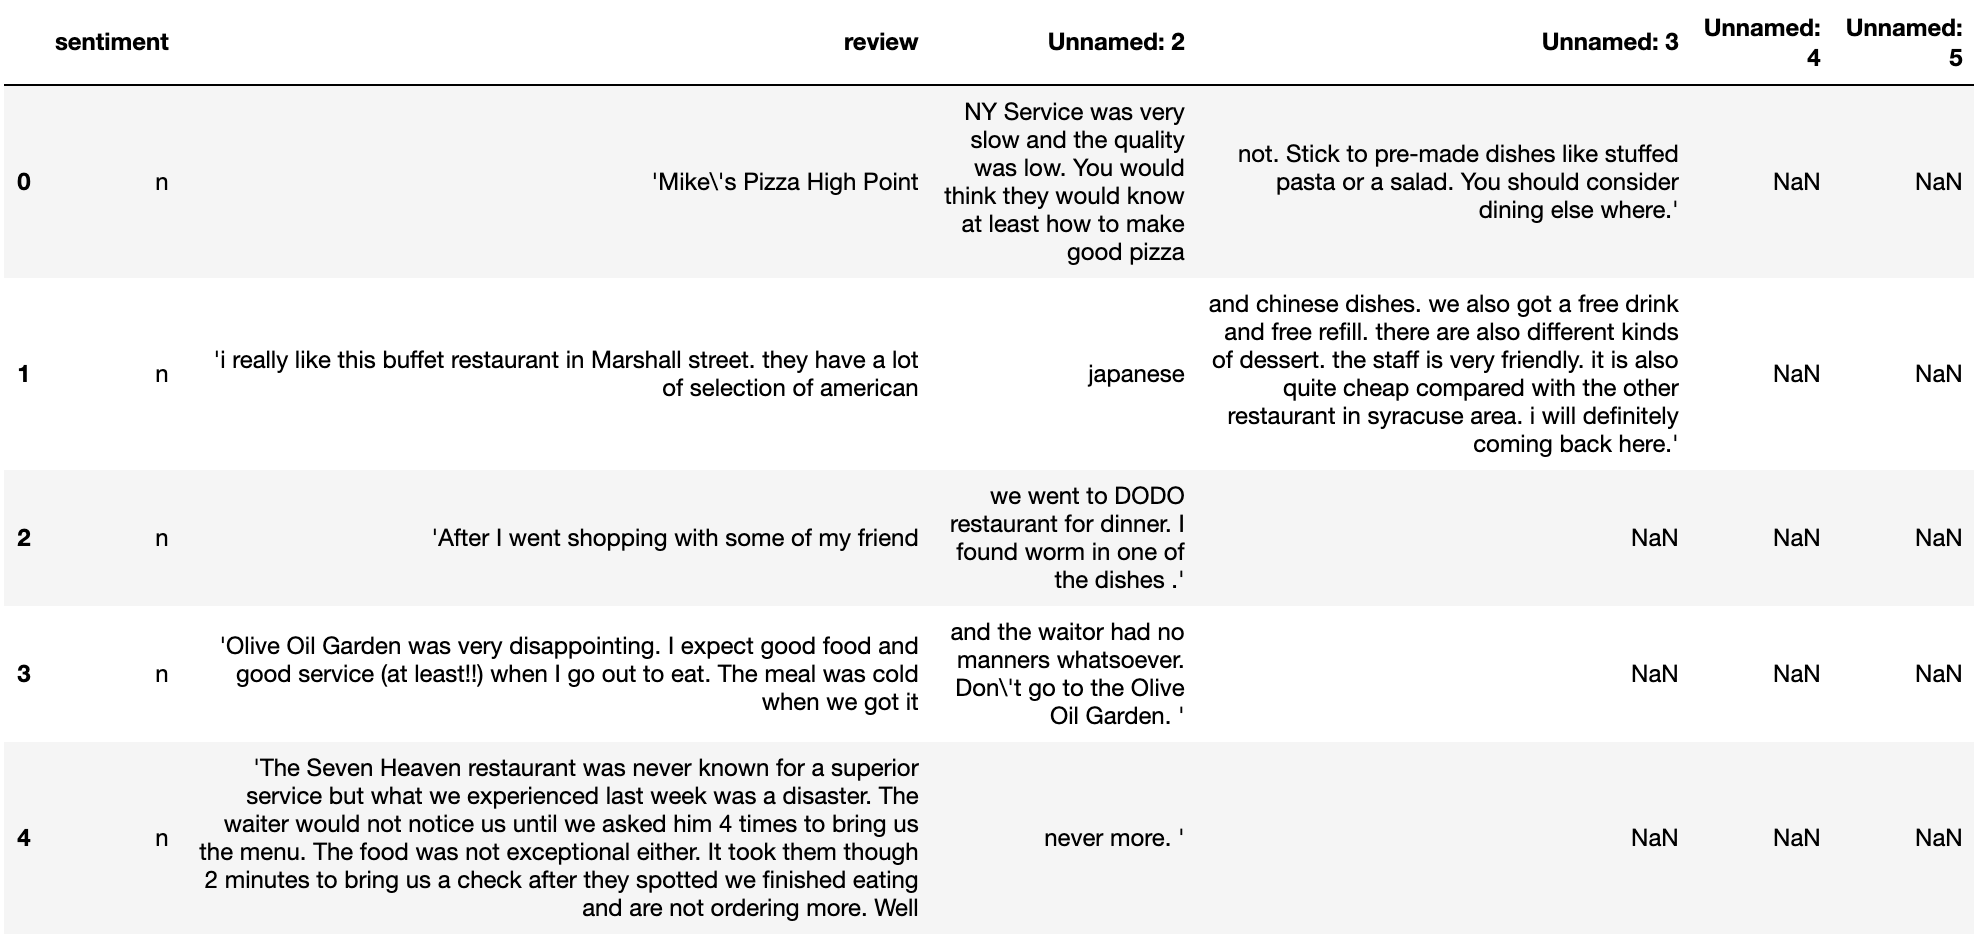 sentiment review Unnamed: 2 Unnamed: 3 Unnamed: 4 Unnamed: 5
0 n 'Mike\'s Pizza High Point
NY Service was very
slow and the quality
was low. You would
think they would know
at least how to make
good pizza
not. Stick to pre-made dishes like stuffed
pasta or a salad. You should consider
dining else where.'
NaN NaN
1 n 'i really like this buffet restaurant in Marshall street. they have a lot
of selection of american
japanese
and chinese dishes. we also got a free drink
and free refill. there are also different kinds
of dessert. the staff is very friendly. it is also
quite cheap compared with the other
restaurant in syracuse area. i will definitely
coming back here.'
NaN NaN
2 n 'After I went shopping with some of my friend
we went to DODO
restaurant for dinner. I
found worm in one of
the dishes .'
NaN NaN NaN
3 n 'Olive Oil Garden was very disappointing. I expect good food and
good service (at least!!) when I go out to eat. The meal was cold
when we got it
and the waitor had no
manners whatsoever.
Don\'t go to the Olive
Oil Garden. '
NaN NaN NaN
4 n 'The Seven Heaven restaurant was never known for a superior
service but what we experienced last week was a disaster. The
waiter would not notice us until we asked him 4 times to bring us
the menu. The food was not exceptional either. It took them though
2 minutes to bring us a check after they spotted we finished eating
and are not ordering more. Well
never more. '
NaN NaN NaN